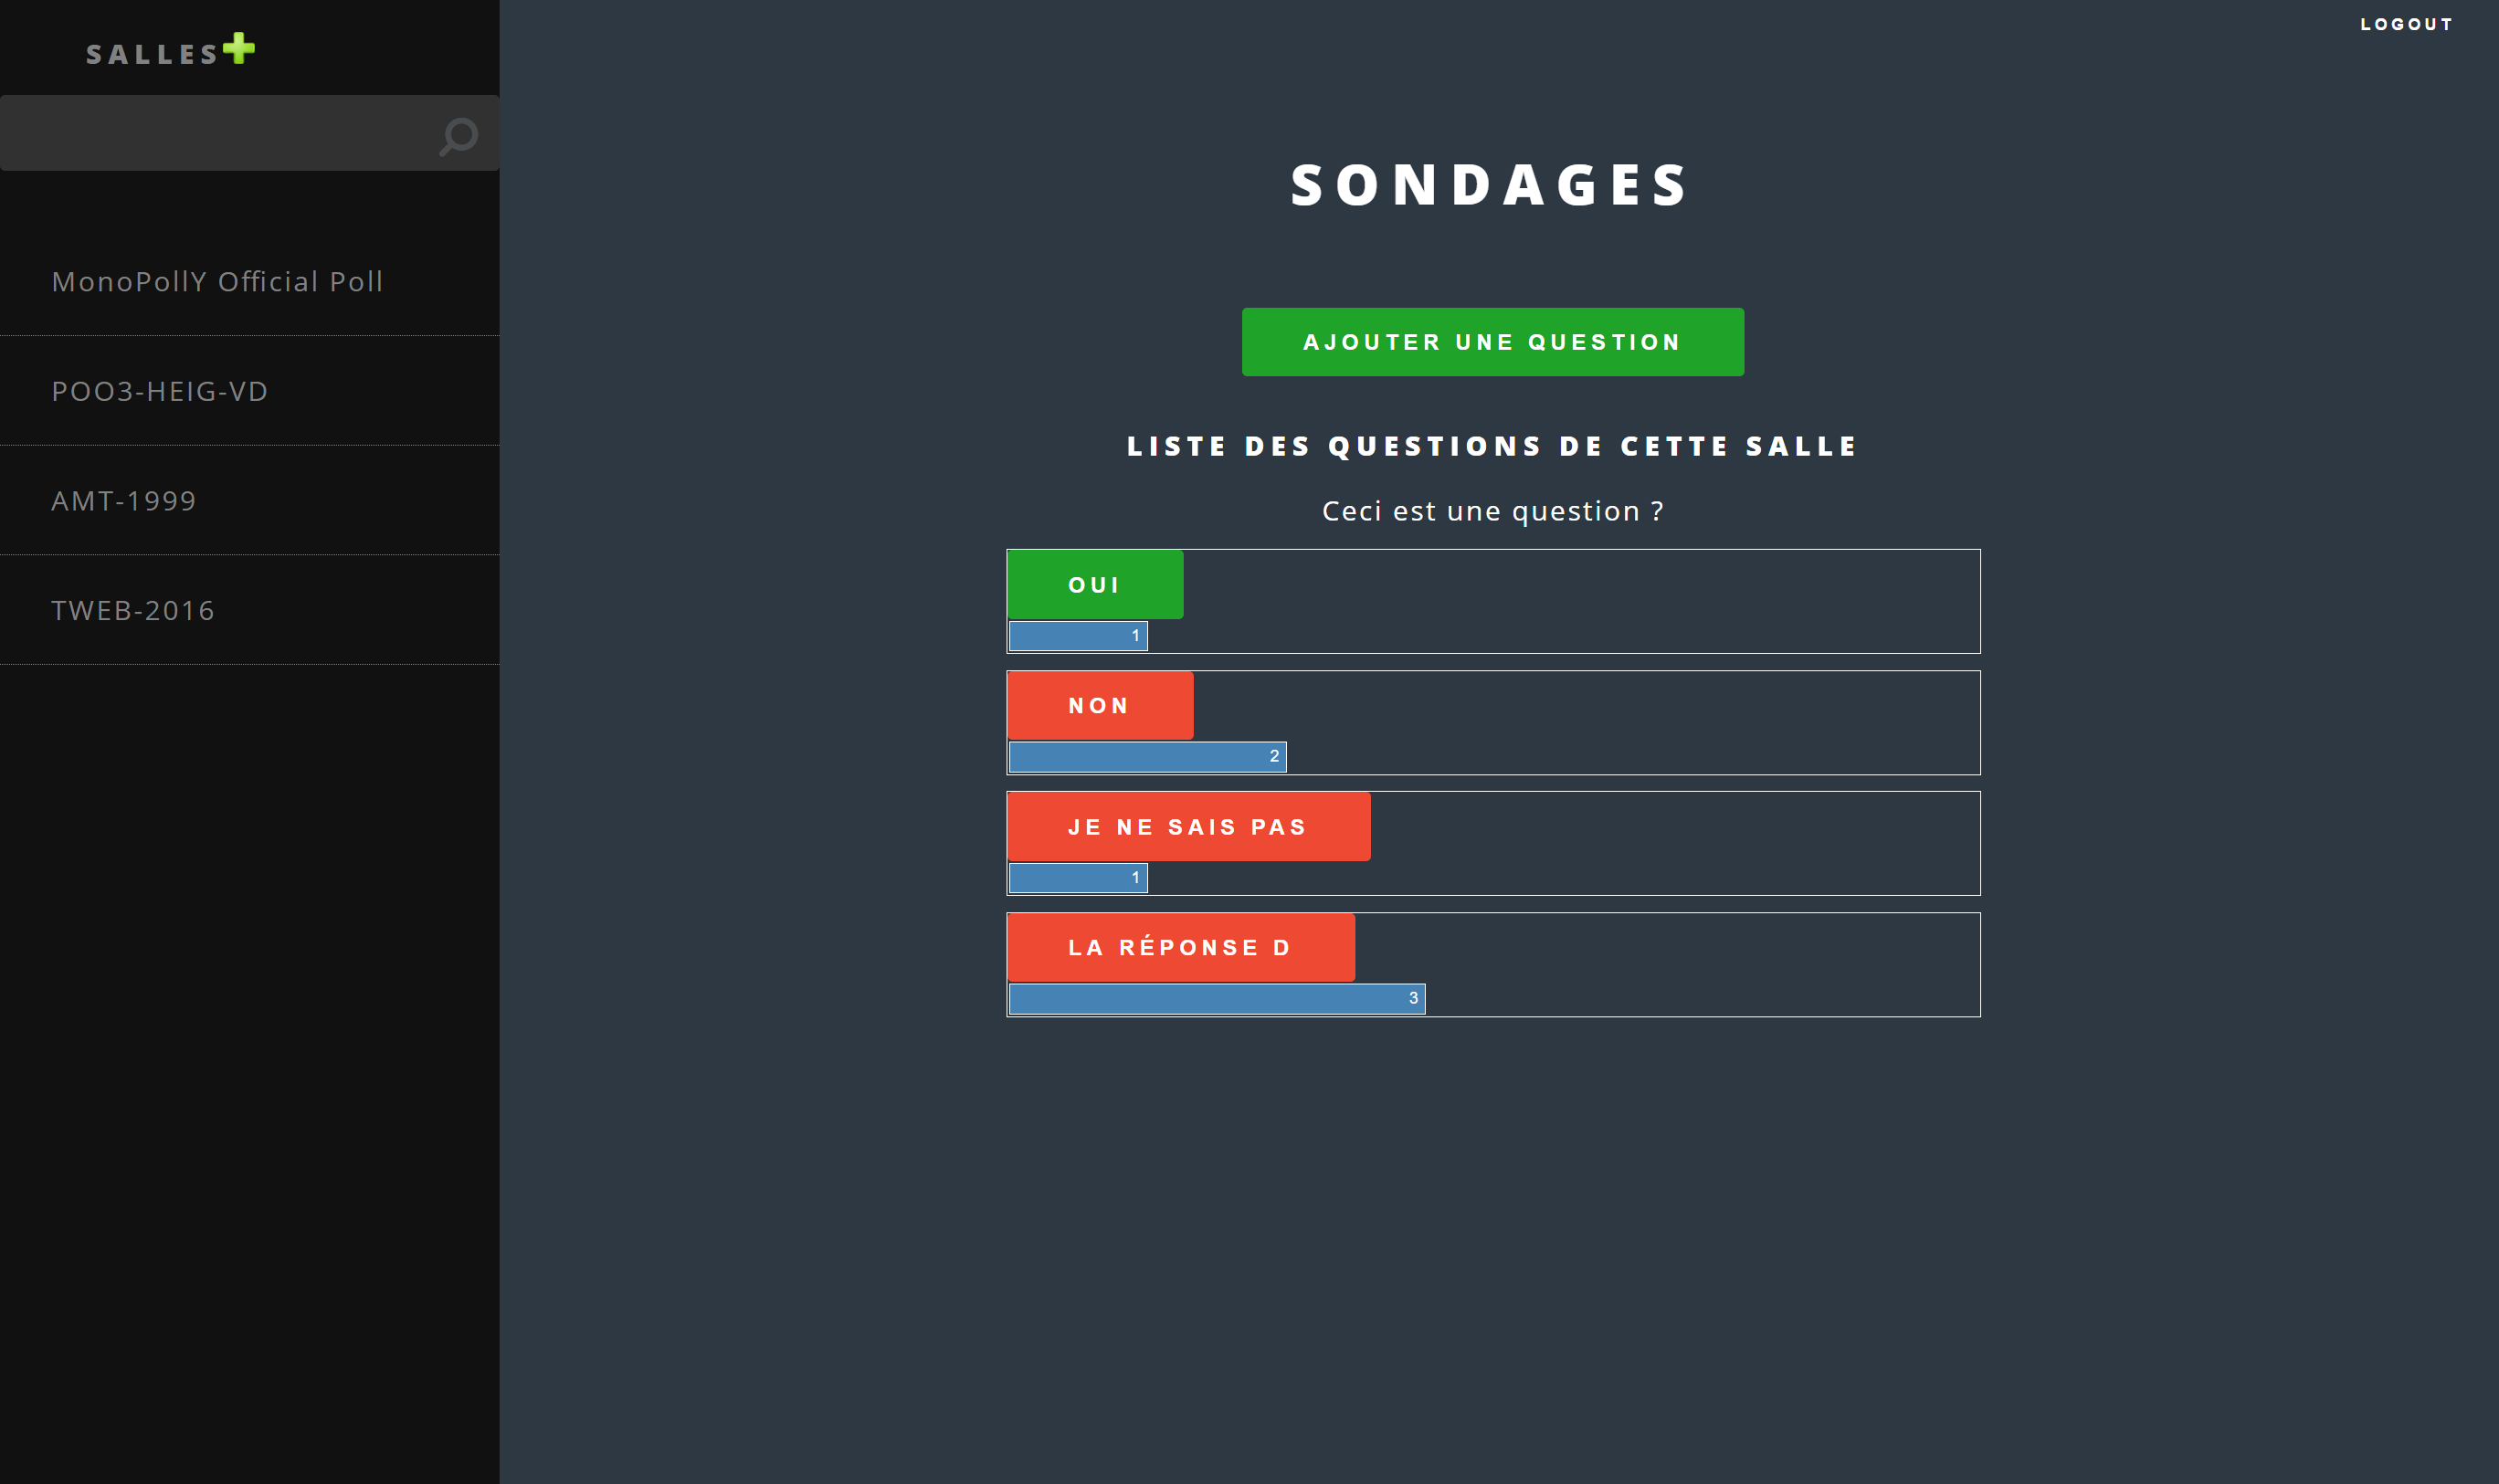 SALLES
MonoPollY Official Poll
POO3-HEIG-VD
AMT-1999
TWEB-2016
LOGOUT
SONDAGES
AJOUTER UNE QUESTION
LISTE DES QUESTIONS DE CETTE SALLE
Ceci est une question ?
OUI
1
NON
2
JE NE SAIS PAS
1
LA RÉPONSE D
3